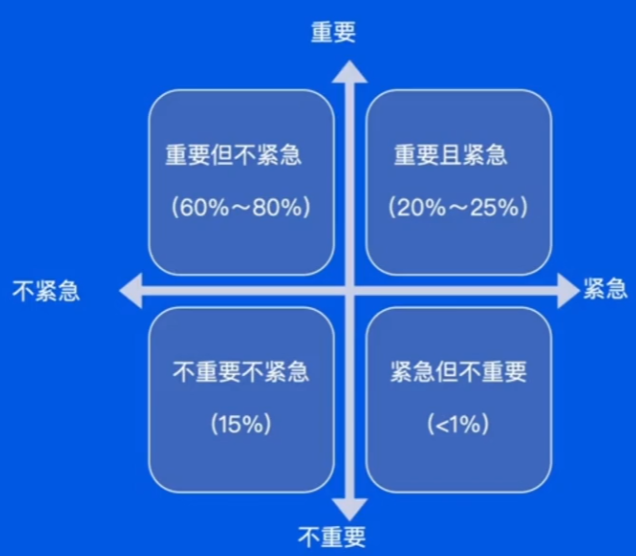 重要
重要但不紧急
(60%～80%)
重要且紧急
(20%～25%)
不紧急
紧急
不重要不紧急
(15%)
紧急但不重要
(<1%)
不重要